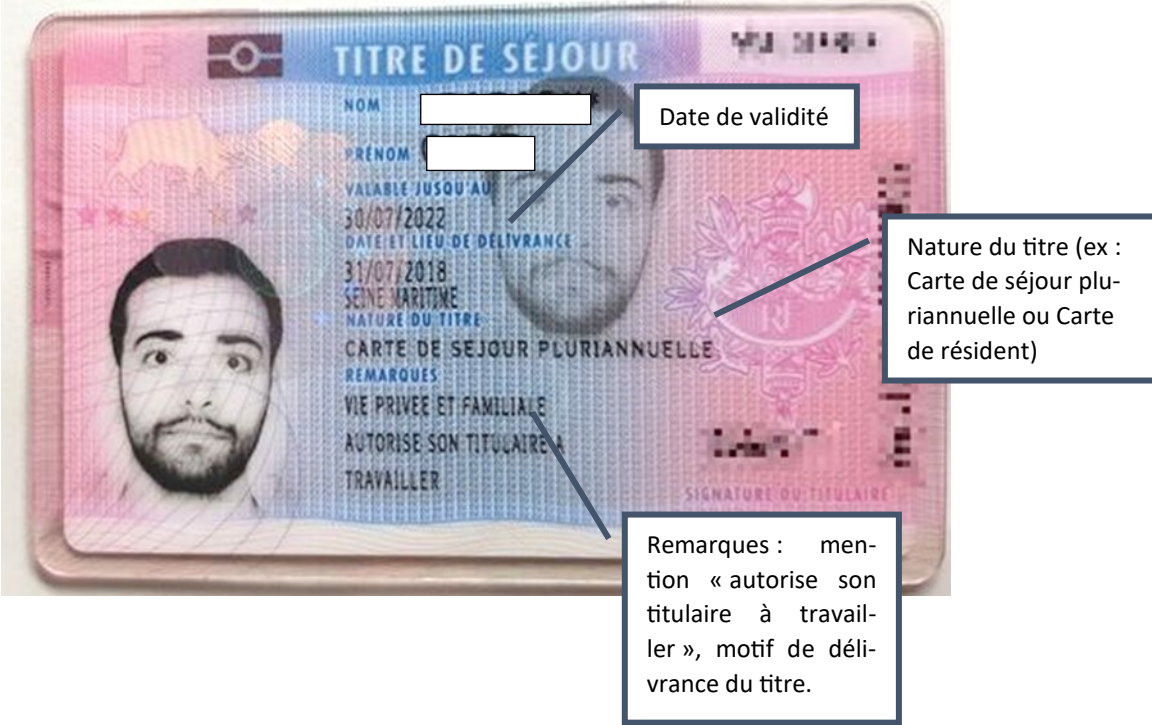 F
TITRE DE SÉJOUR
NOM
PRÉNOM
VALABLE JUSQU'AU
30/07/2022
DATE ET LIEU DE DÉLIVRANCE
31/07/2018
SEINE MARITIME
NATURE DU TITRE
CARTE DE SEJOUR PLURIANNUELLE
REMARQUES
VIE PRIVEE ET FAMILIALE
AUTORISE SON TITULAIRE A
TRAVAILLER
SIGNATURE DU TITULAIRE
Date de validité
Nature du titre (ex :
Carte de séjour plu-
riannuelle ou Carte
de résident)
Remarques : men-
tion « autorise son
titulaire à travail-
ler », motif de déli-
vrance du titre.